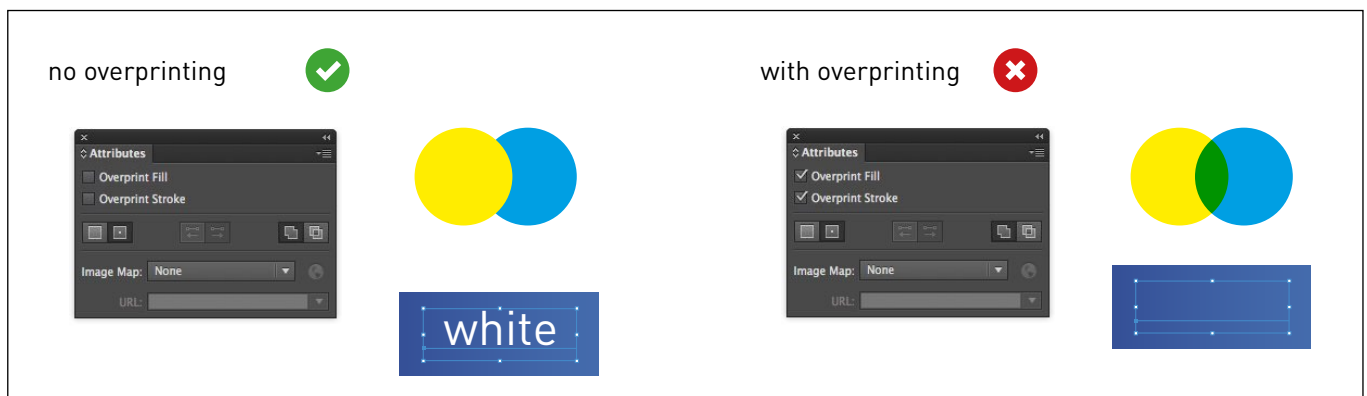 no overprinting
Attributes
Overprint Fill
Overprint Stroke
Image Map: None
URL:
white
with overprinting
Attributes
Overprint Fill
Overprint Stroke
Image Map: None
URL: